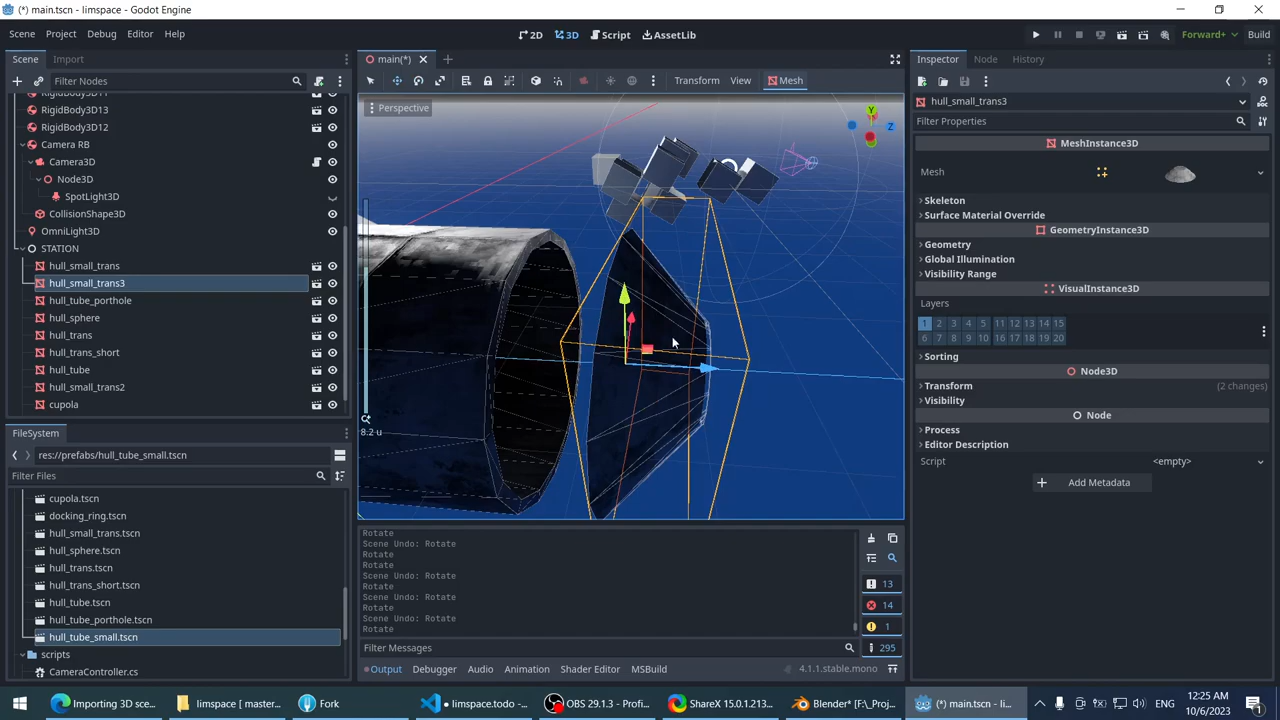 (*) main.tscn - limspace - Godot Engine
Scene Project Debug Editor Help
2D 3D Script AssetLib
Forward+ Build
Scene Import
Filter Nodes
RigidBody3D11
RigidBody3D13
RigidBody3D12
Camera RB
Camera3D
Node3D
SpotLight3D
CollisionShape3D
OmniLight3D
STATION
hull_small_trans
hull_small_trans3
hull_tube_porthole
hull_sphere
hull_trans
hull_trans_short
hull_tube
hull_small_trans2
cupola
FileSystem
res://prefabs/hull_tube_small.tscn
Filter Files
cupola.tscn
docking_ring.tscn
hull_small_trans.tscn
hull_sphere.tscn
hull_trans.tscn
hull_trans_short.tscn
hull_tube.tscn
hull_tube_porthole.tscn
hull_tube_small.tscn
scripts
CameraController.cs
main(*)
Transform View Mesh
Perspective
Y
Z
8.2 u
Rotate
Scene Undo: Rotate
Rotate
Rotate
Scene Undo: Rotate
Rotate
Rotate
Scene Undo: Rotate
Rotate
Filter Messages
13
14
1
295
Output Debugger Audio Animation Shader Editor MSBuild
4.1.1.stable.mono
Inspector Node History
hull_small_trans3
Filter Properties
MeshInstance3D
Mesh
Skeleton
Surface Material Override
GeometryInstance3D
Geometry
Global Illumination
Visibility Range
VisualInstance3D
Layers
1 2 3 4 5 11 12 13 14 15
6 7 8 9 10 16 17 18 19 20
Sorting
Node3D
Transform (2 changes)
Visibility
Node
Process
Editor Description
Script <empty>
Add Metadata
Importing 3D sce...
limspace [ master...
Fork
● limspace.todo - ...
OBS 29.1.3 - Profi...
ShareX 15.0.1.213...
Blender* [F:\_Proj...
(*) main.tscn - li...
12:25 AM
10/6/2023
1